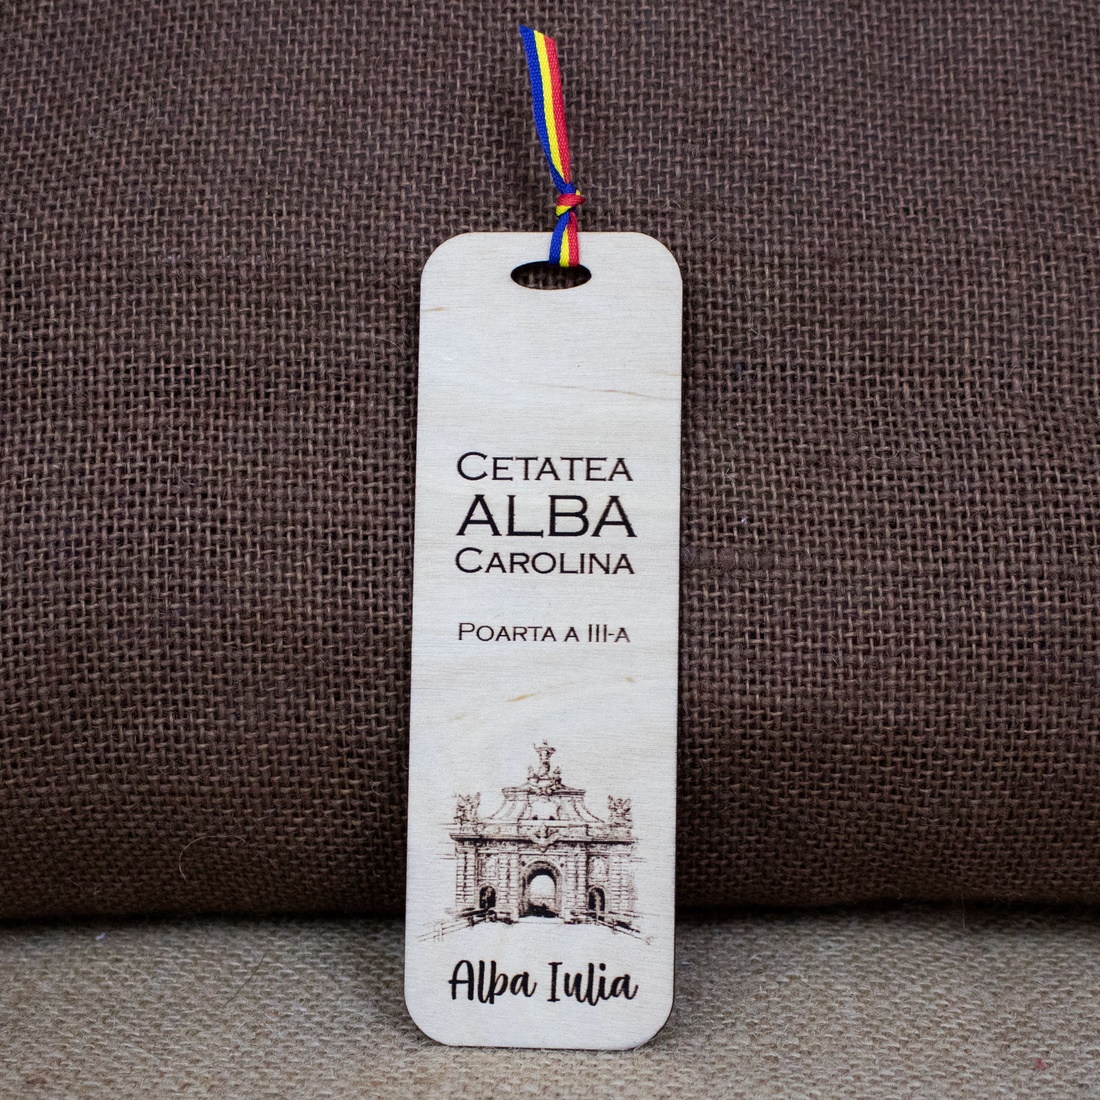 CETATEA
ALBA
CAROLINA
POARTA A III-A
Alba Iulia